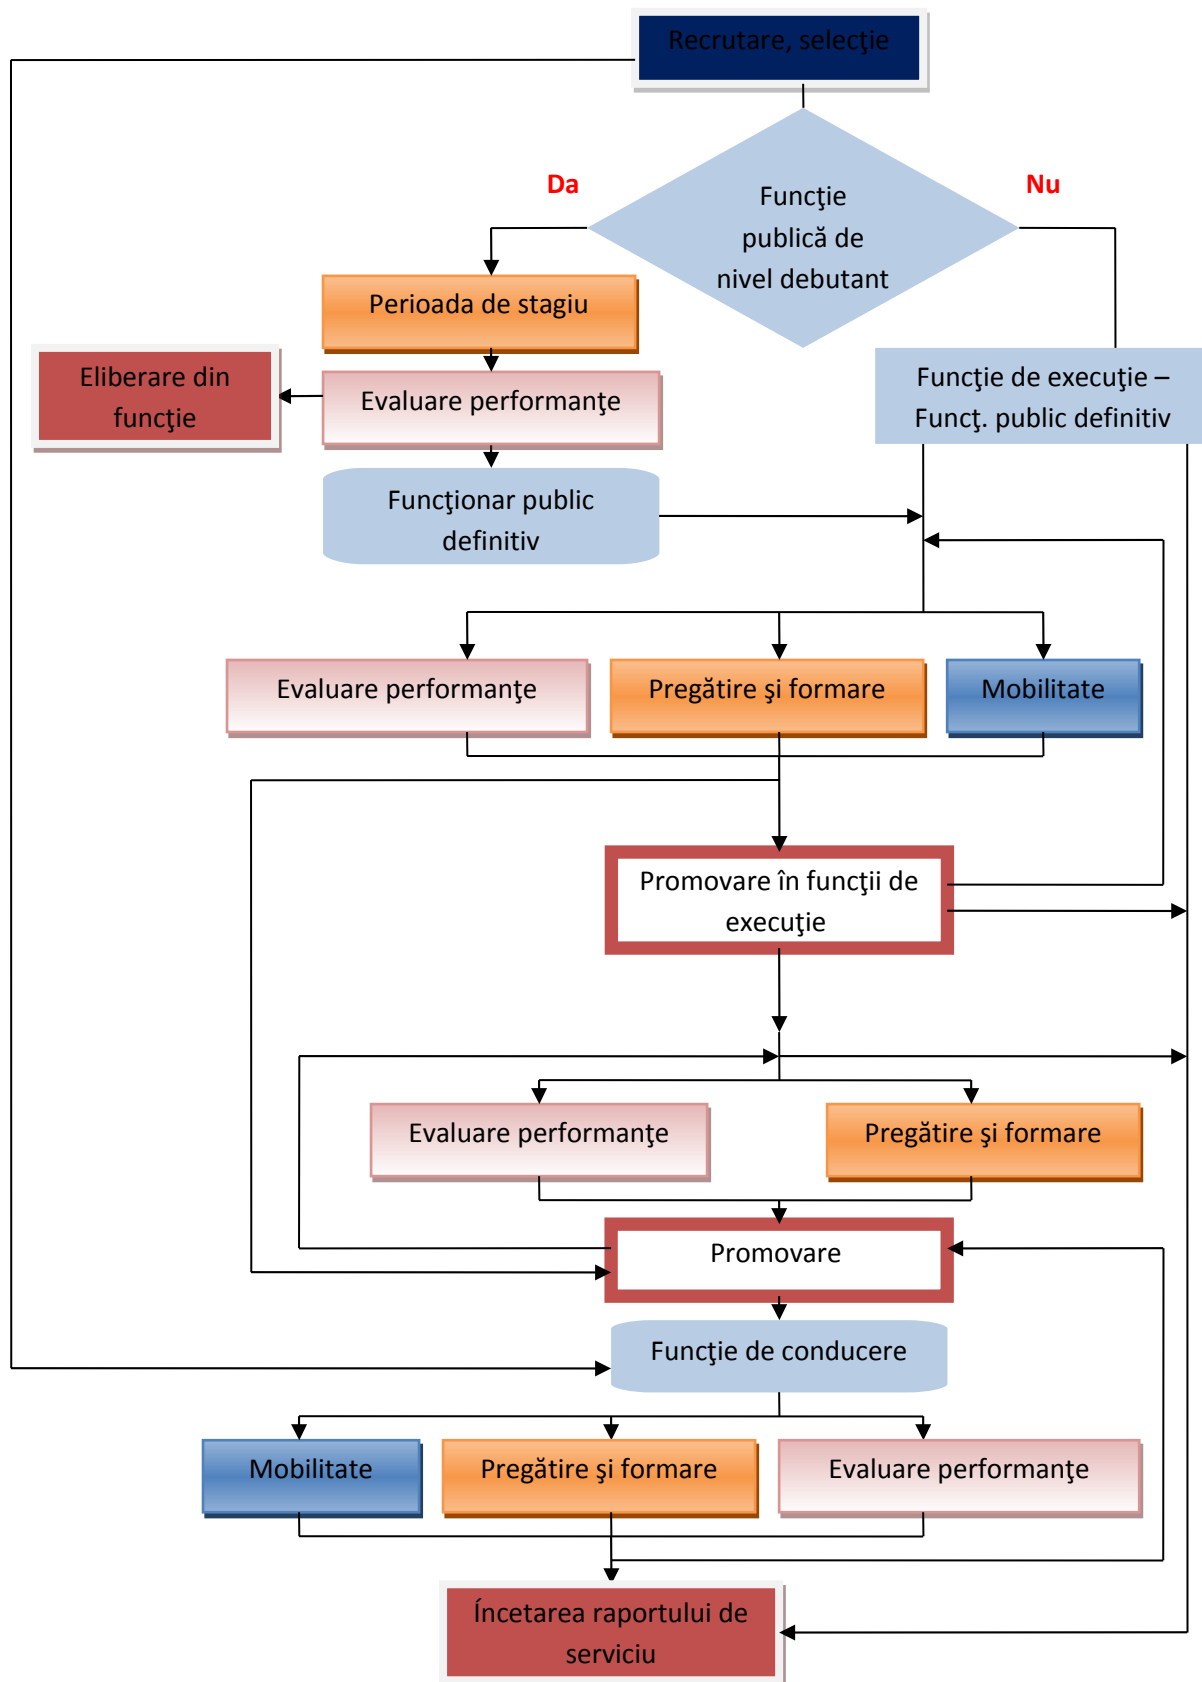 Recrutare, selecţie
Da
Nu
Funcţie
publică de
nivel debutant
Perioada de stagiu
Eliberare din
funcţie
Evaluare performanţe
Funcţie de execuţie –
Funcţ. public definitiv
Funcţionar public
definitiv
Evaluare performanţe
Pregătire şi formare
Mobilitate
Promovare în funcţii de
execuţie
Evaluare performanţe
Pregătire şi formare
Promovare
Funcţie de conducere
Mobilitate
Pregătire şi formare
Evaluare performanţe
Íncetarea raportului de
serviciu